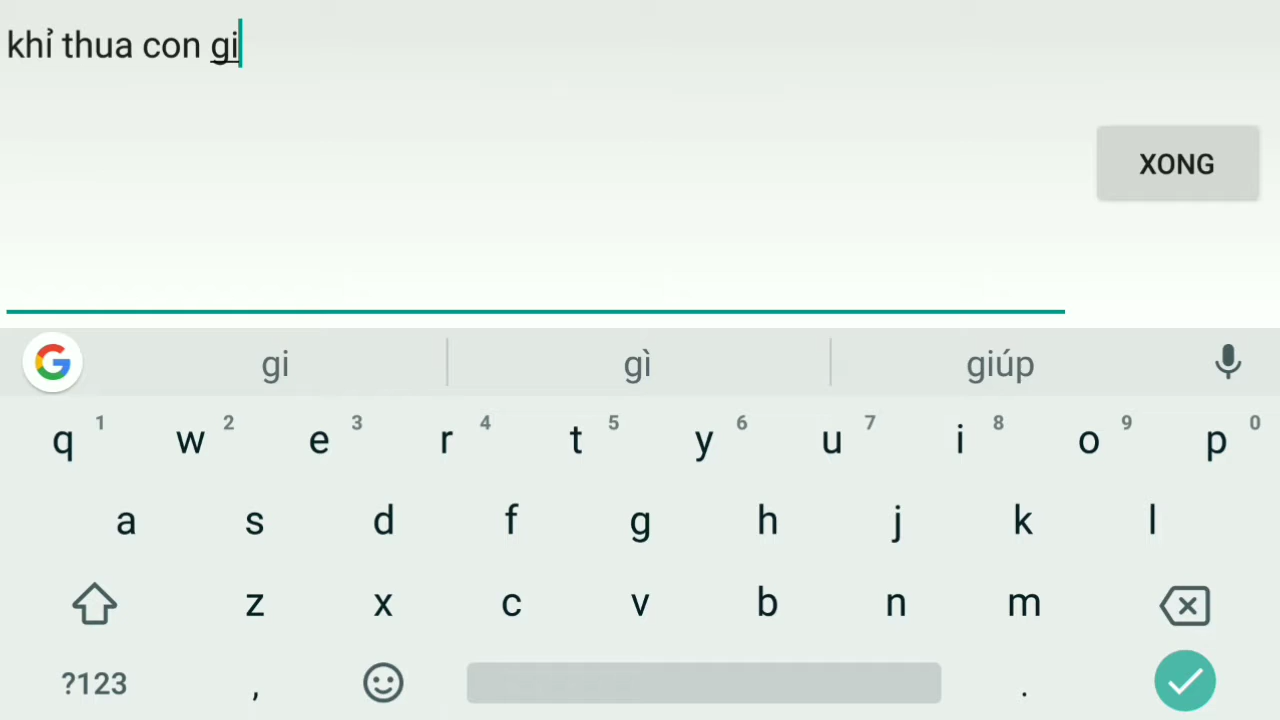 khỉ thua con gi
XONG
gi gì giúp
q 1 w 2 e 3 r 4 t 5 y 6 u 7 i 8 o 9 p 0
a s d f g h j k l
z x c v b n m
?123 , .